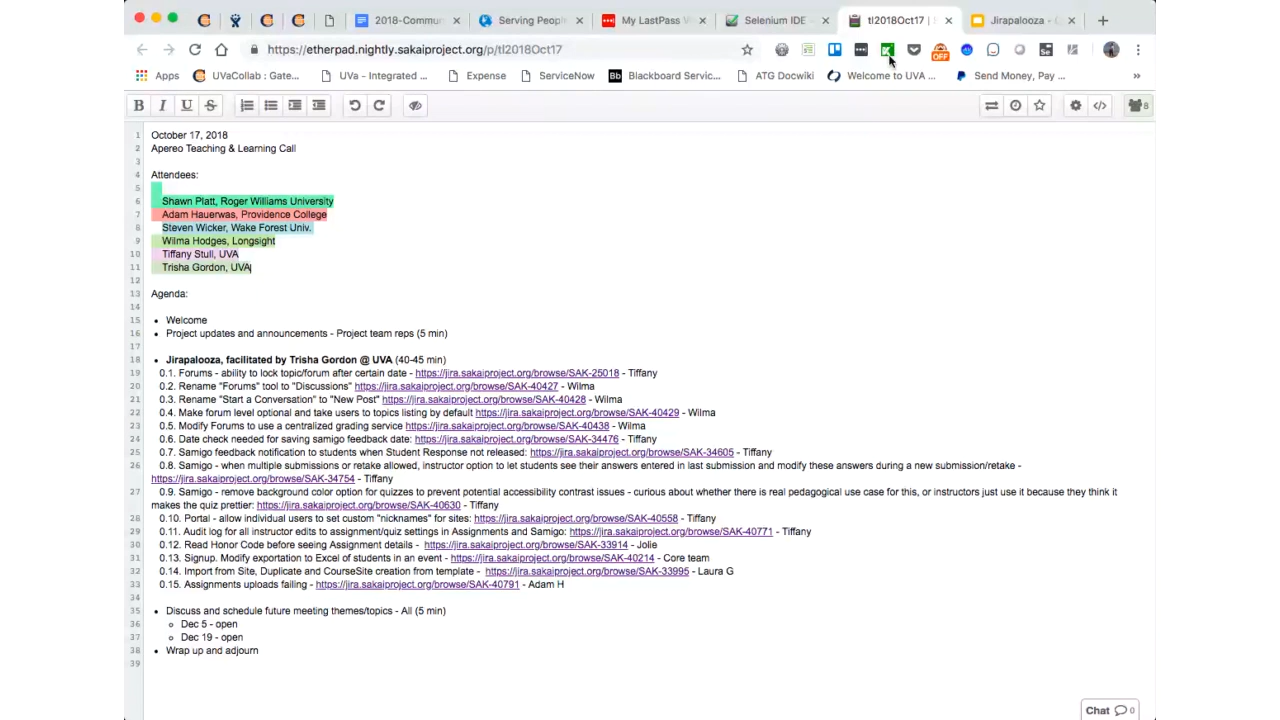 2018-Commun
Serving People
My LastPass V
Selenium IDE -
tl2018Oct17 |
Jirapalooza -
https://etherpad.nightly.sakaiproject.org/p/tl2018Oct17
OFF
Apps
UVaCollab : Gate...
UVa - Integrated ...
Expense
ServiceNow
Bb Blackboard Servic...
ATG Docwiki
Welcome to UVA ...
Send Money, Pay ...
»
B I U S
8
1 October 17, 2018
2 Apereo Teaching & Learning Call
3
4 Attendees:
5
6 Shawn Platt, Roger Williams University
7 Adam Hauerwas, Providence College
8 Steven Wicker, Wake Forest Univ.
9 Wilma Hodges, Longsight
10 Tiffany Stull, UVA
11 Trisha Gordon, UVA
12
13 Agenda:
14
15 • Welcome
16 • Project updates and announcements - Project team reps (5 min)
17
18 • Jirapalooza, facilitated by Trisha Gordon @ UVA (40-45 min)
19 0.1. Forums - ability to lock topic/forum after certain date - https://jira.sakaiproject.org/browse/SAK-25018 - Tiffany
20 0.2. Rename "Forums" tool to "Discussions" https://jira.sakaiproject.org/browse/SAK-40427 - Wilma
21 0.3. Rename "Start a Conversation" to "New Post" https://jira.sakaiproject.org/browse/SAK-40428 - Wilma
22 0.4. Make forum level optional and take users to topics listing by default https://jira.sakaiproject.org/browse/SAK-40429 - Wilma
23 0.5. Modify Forums to use a centralized grading service https://jira.sakaiproject.org/browse/SAK-40438 - Wilma
24 0.6. Date check needed for saving samigo feedback date: https://jira.sakaiproject.org/browse/SAK-34476 - Tiffany
25 0.7. Samigo feedback notification to students when Student Response not released: https://jira.sakaiproject.org/browse/SAK-34605 - Tiffany
26 0.8. Samigo - when multiple submissions or retake allowed, instructor option to let students see their answers entered in last submission and modify these answers during a new submission/retake -
https://jira.sakaiproject.org/browse/SAK-34754 - Tiffany
27 0.9. Samigo - remove background color option for quizzes to prevent potential accessibility contrast issues - curious about whether there is real pedagogical use case for this, or instructors just use it because they think it
makes the quiz prettier: https://jira.sakaiproject.org/browse/SAK-40630 - Tiffany
28 0.10. Portal - allow individual users to set custom "nicknames" for sites: https://jira.sakaiproject.org/browse/SAK-40558 - Tiffany
29 0.11. Audit log for all instructor edits to assignment/quiz settings in Assignments and Samigo: https://jira.sakaiproject.org/browse/SAK-40771 - Tiffany
30 0.12. Read Honor Code before seeing Assignment details - https://jira.sakaiproject.org/browse/SAK-33914 - Jolie
31 0.13. Signup. Modify exportation to Excel of students in an event - https://jira.sakaiproject.org/browse/SAK-40214 - Core team
32 0.14. Import from Site, Duplicate and CourseSite creation from template - https://jira.sakaiproject.org/browse/SAK-33995 - Laura G
33 0.15. Assignments uploads failing - https://jira.sakaiproject.org/browse/SAK-40791 - Adam H
34
35 • Discuss and schedule future meeting themes/topics - All (5 min)
36 ◦ Dec 5 - open
37 ◦ Dec 19 - open
38 • Wrap up and adjourn
39
Chat 0